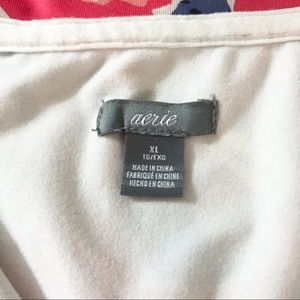 aerie
XL
TG/EXG
MADE IN CHINA
FABRIQUÉ EN CHINE
HECHO EN CHINA